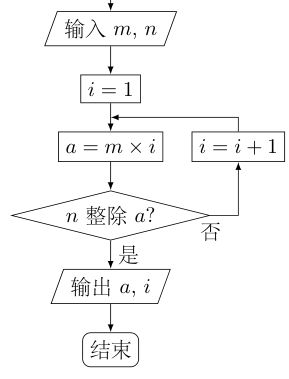 输入 m, n
i = 1
a = m × i
i = i + 1
n 整除 a?
否
是
输出 a, i
结束